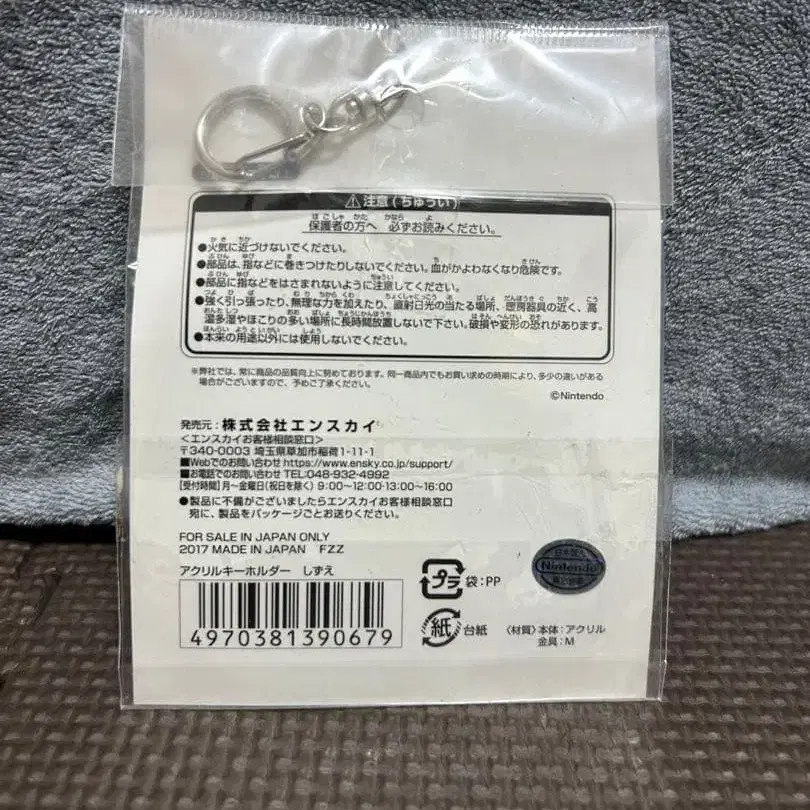 ⚠注意(ちゅうい)
保護者の方へ 必ずお読みください。
●火気に近づけないでください。
●部品は、指などに巻きつけたりしないでください。血がかよわなくなり危険です。
●部品に指などをはさまれないように注意してください。
●強く引っ張ったり、無理な力を加えたり、直射日光の当たる場所、暖房器具の近く、高
温多湿やほこりの多い場所に長時間放置しないで下さい。破損や変形の恐れがあります。
●本来の用途以外には使用しないでください。
※弊社では、常に商品の品質向上に努めております。同一商品内でもお買い求めの時期により、多少の違いがある
場合がございますので、予めご了承ください。
©Nintendo
発売元:株式会社エンスカイ
<エンスカイお客様相談窓口>
〒340-0003 埼玉県草加市稲荷1-11-1
■Webでのお問い合わせ https://www.ensky.co.jp/support/
■お電話でのお問い合わせ TEL:048-932-4992
[受付時間]月~金曜日(祝日を除く) 9:00~12:00・13:00~16:00
●製品に不備がございましたらエンスカイお客様相談窓口
宛に、製品をパッケージごとお送りください。
FOR SALE IN JAPAN ONLY
2017 MADE IN JAPAN FZZ
アクリルキーホルダー しずえ
4970381390679
プラ 袋:PP
紙 台紙
〈材質〉本体:アクリル
金具:M
Nintendo